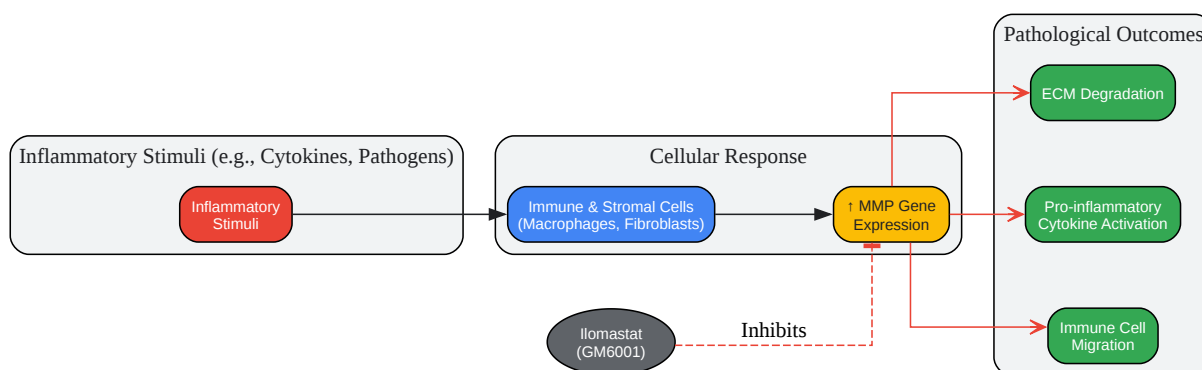 Inflammatory Stimuli (e.g., Cytokines, Pathogens)
Inflammatory
Stimuli
Cellular Response
Immune & Stromal Cells
(Macrophages, Fibroblasts)
↑ MMP Gene
Expression
Ilomastat
(GM6001)
Inhibits
Pathological Outcomes
ECM Degradation
Pro-inflammatory
Cytokine Activation
Immune Cell
Migration